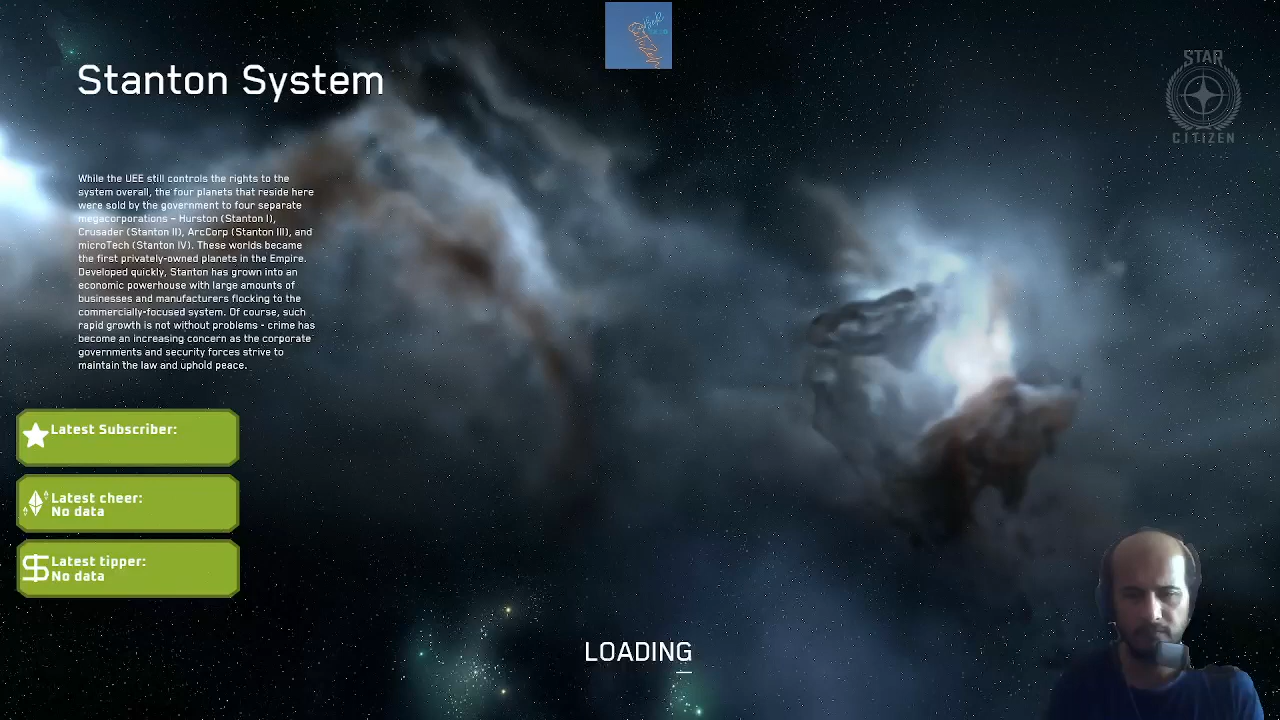 Stanton System
STAR
CITIZEN
While the UEE still controls the rights to the
system overall, the four planets that reside here
were sold by the government to four separate
megacorporations – Hurston (Stanton I),
Crusader (Stanton II), ArcCorp (Stanton III), and
microTech (Stanton IV). These worlds became
the first privately-owned planets in the Empire.
Developed quickly, Stanton has grown into an
economic powerhouse with large amounts of
businesses and manufacturers flocking to the
commercially-focused system. Of course, such
rapid growth is not without problems - crime has
become an increasing concern as the corporate
governments and security forces strive to
maintain the law and uphold peace.
Latest Subscriber:
Latest cheer:
No data
Latest tipper:
No data
LOADING